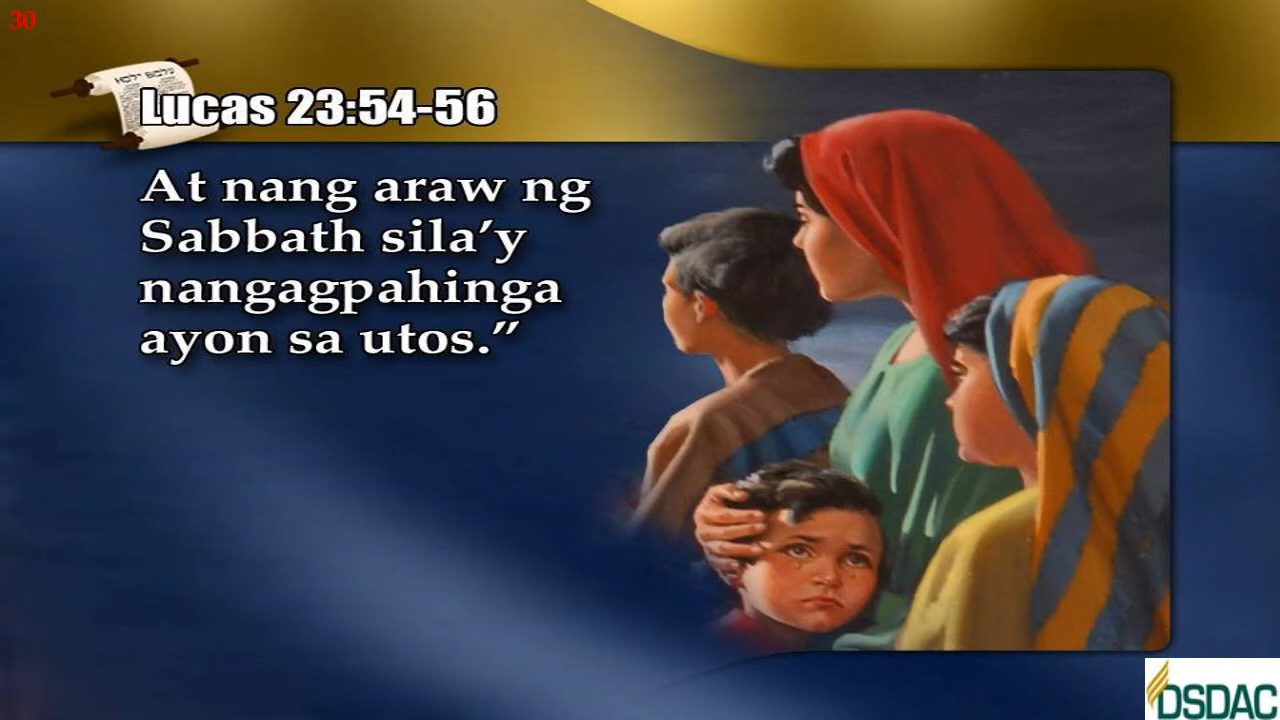 30
Lucas 23:54-56
At nang araw ng
Sabbath sila’y
nangagpahinga
ayon sa utos.”
DSDAC